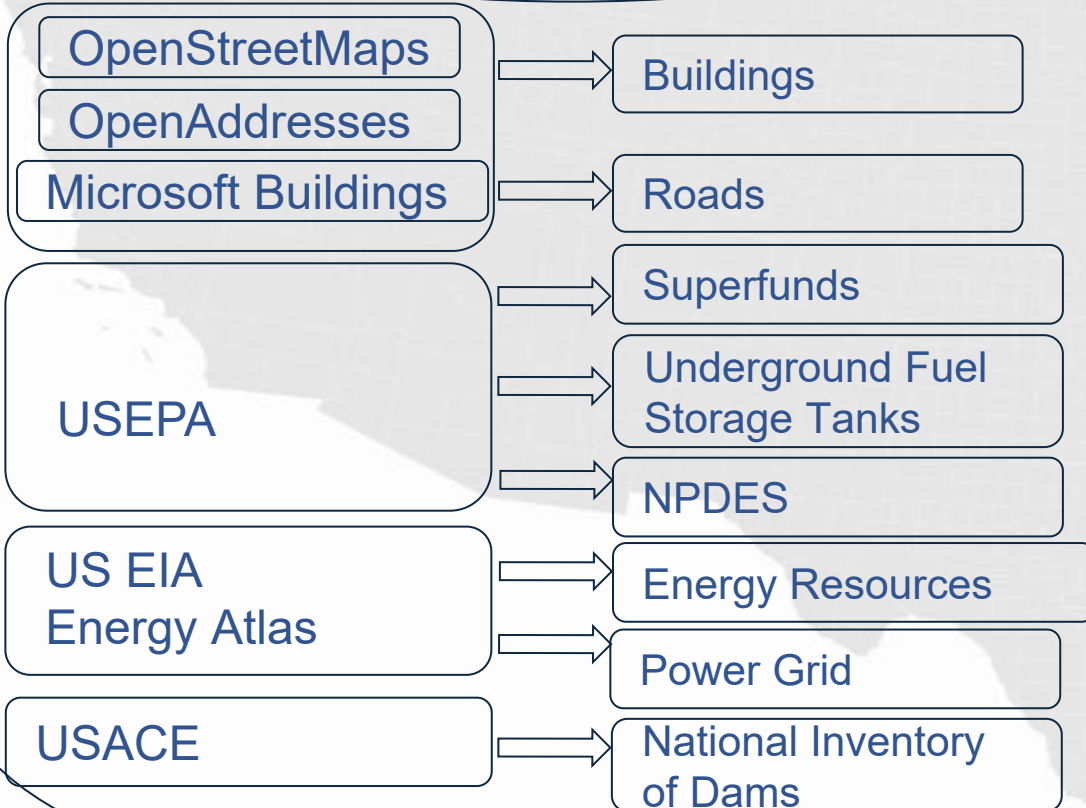 OpenStreetMaps
OpenAddresses
Microsoft Buildings
Buildings
Roads
USEPA
Superfunds
Underground Fuel
Storage Tanks
NPDES
US EIA
Energy Atlas
Energy Resources
Power Grid
USACE
National Inventory
of Dams